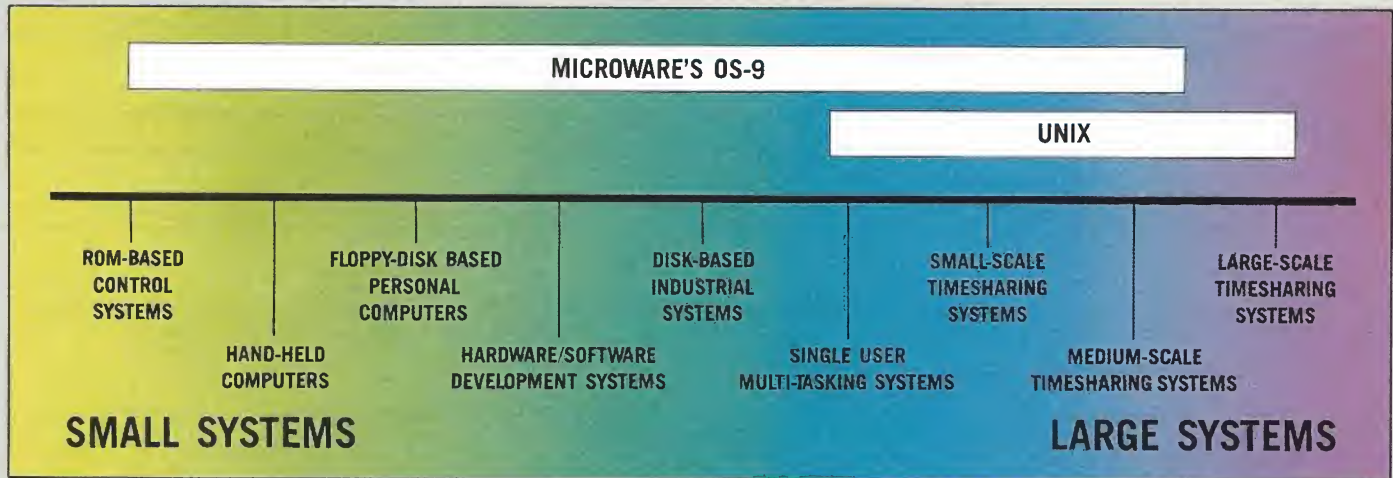 MICROWARE'S OS-9
UNIX
ROM-BASED
CONTROL
SYSTEMS
HAND-HELD
COMPUTERS
FLOPPY-DISK BASED
PERSONAL
COMPUTERS
HARDWARE/SOFTWARE
DEVELOPMENT SYSTEMS
DISK-BASED
INDUSTRIAL
SYSTEMS
SINGLE USER
MULTI-TASKING SYSTEMS
SMALL-SCALE
TIMESHARING
SYSTEMS
MEDIUM-SCALE
TIMESHARING SYSTEMS
LARGE-SCALE
TIMESHARING
SYSTEMS
SMALL SYSTEMS
LARGE SYSTEMS